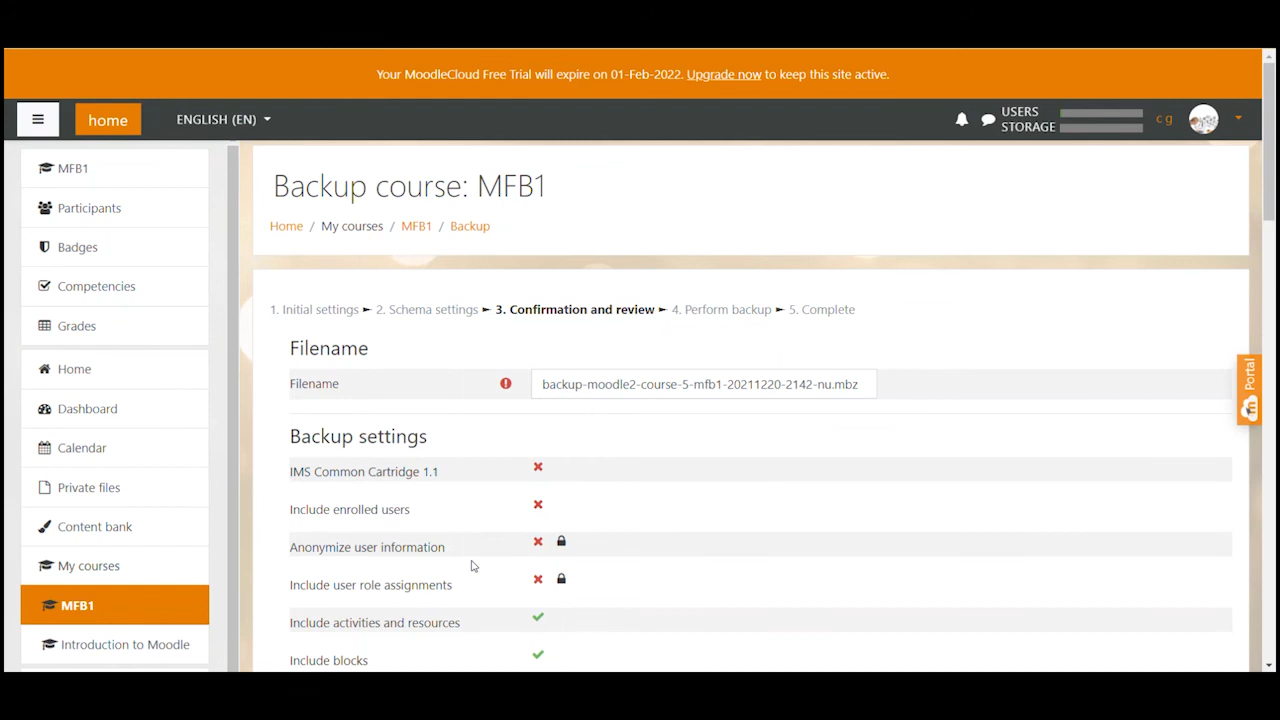 Your MoodleCloud Free Trial will expire on 01-Feb-2022. Upgrade now to keep this site active.
home
ENGLISH (EN)
USERS
STORAGE
c g
MFB1
Participants
Badges
Competencies
Grades
Home
Dashboard
Calendar
Private files
Content bank
My courses
MFB1
Introduction to Moodle
Backup course: MFB1
Home / My courses / MFB1 / Backup
1. Initial settings ► 2. Schema settings ► 3. Confirmation and review ► 4. Perform backup ► 5. Complete
Filename
Filename backup-moodle2-course-5-mfb1-20211220-2142-nu.mbz
Backup settings
IMS Common Cartridge 1.1
Include enrolled users
Anonymize user information
Include user role assignments
Include activities and resources
Include blocks
Portal